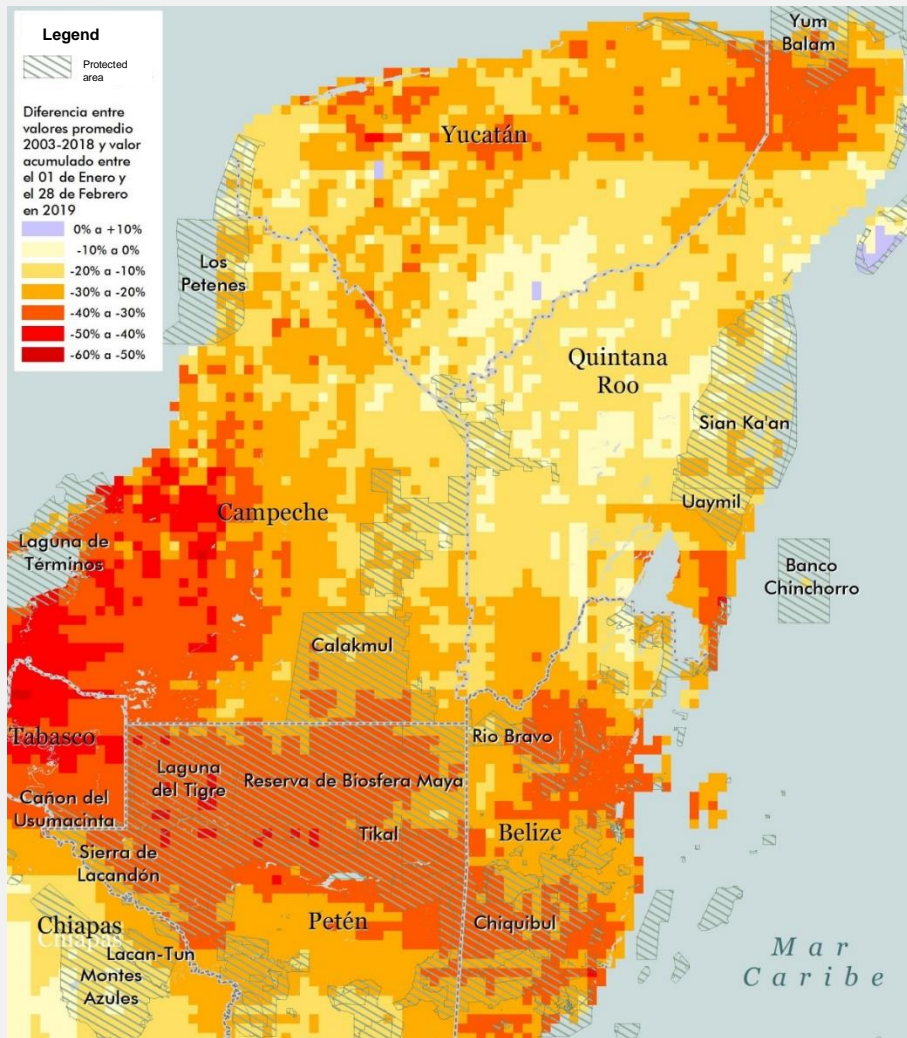 Legend
Protected
area
Diferencia entre
valores promedio
2003-2018 y valor
acumulado entre
el 01 de Enero y
el 28 de Febrero
en 2019
0% a +10%
-10% a 0%
-20% a -10%
-30% a -20%
-40% a -30%
-50% a -40%
-60% a -50%
Yum
Balam
Yucatán
Los
Petenes
Quintana
Roo
Sian Ka'an
Uaymil
Campeche
Laguna de
Términos
Banco
Chinchorro
Calakmul
Tabasco
Rio Bravo
Laguna
del Tigre
Reserva de Biosfera Maya
Cañon del
Usumacinta
Tikal
Belize
Sierra de
Lacandón
Petén
Chiquibul
Chiapas
Chiapas
Lacan-Tun
Montes
Azules
Mar
Caribe